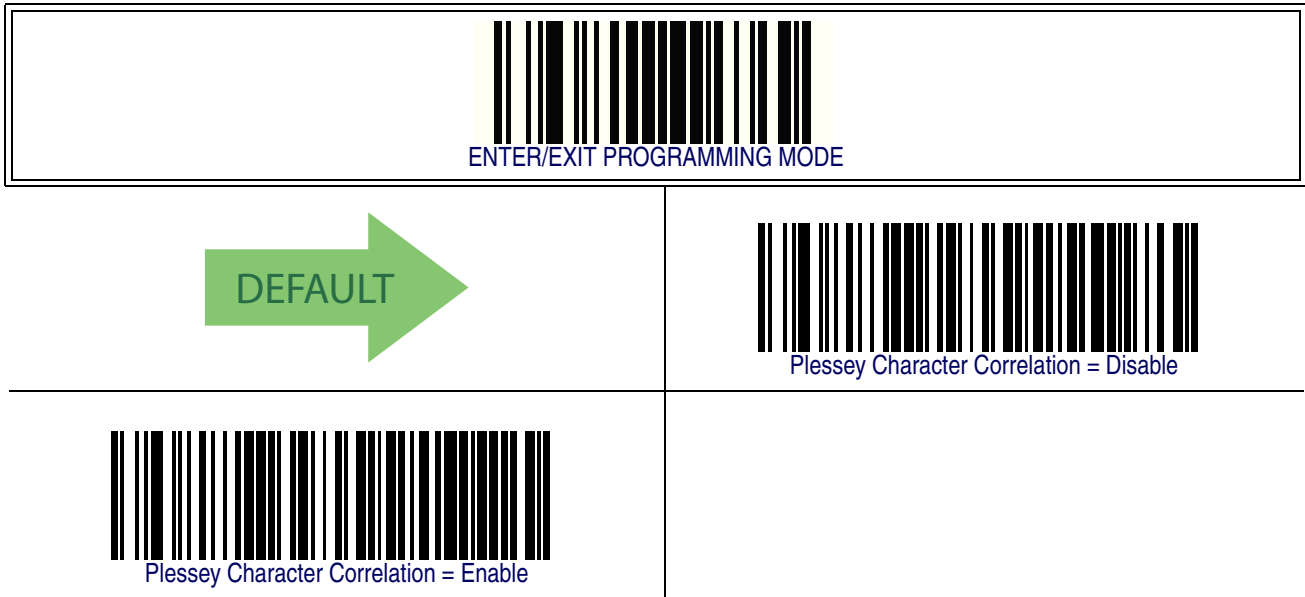 ENTER/EXIT PROGRAMMING MODE
DEFAULT
Plessey Character Correlation = Disable
Plessey Character Correlation = Enable